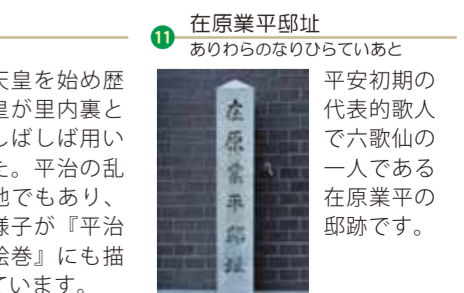 天皇を始め歴
皇が里内裏と
しばしば用い
た。平治の乱
地でもあり、
様子が『平治
絵巻』にも描
ています。
11 在原業平邸址
ありわらのなりひらていあと
在原業平邸址
平安初期の
代表的歌人
で六歌仙の
一人である
在原業平の
邸跡です。